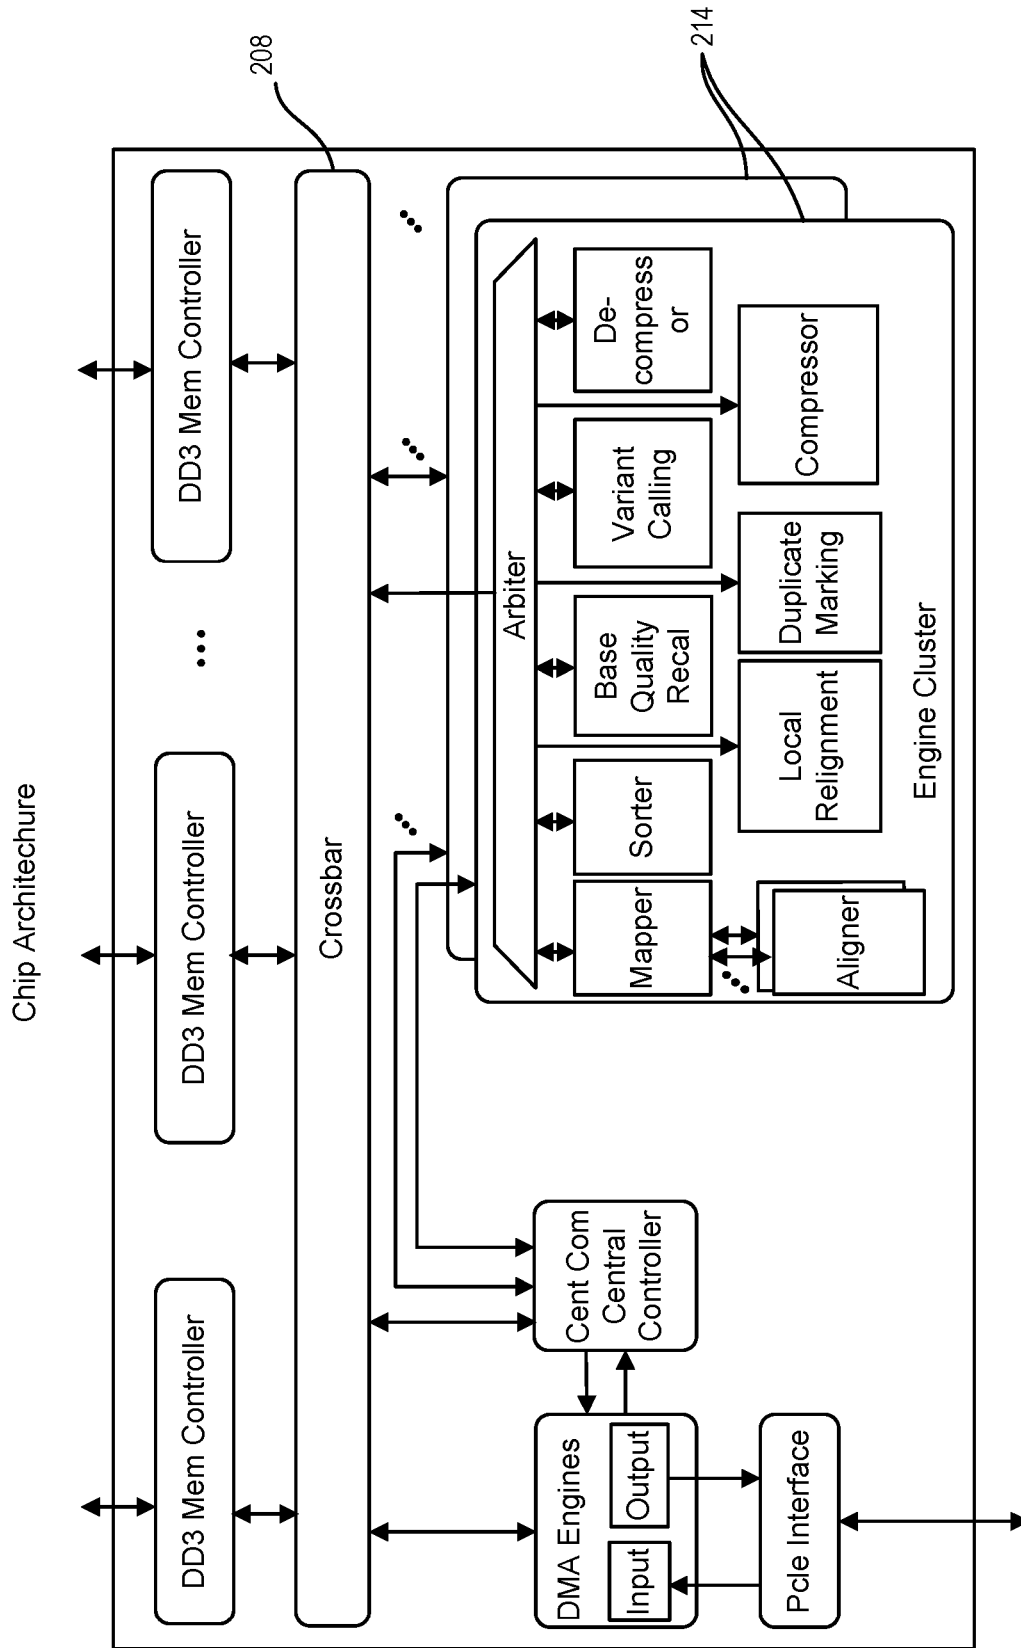 Chip Architechure
DD3 Mem Controller
DD3 Mem Controller
...
DD3 Mem Controller
Crossbar
208
Cent Com
Central
Controller
DMA Engines
Input
Output
PcIe Interface
Arbiter
Mapper
Sorter
Base
Quality
Recal
Variant
Calling
De-
compress
or
Aligner
Local
Relignment
Duplicate
Marking
Compressor
Engine Cluster
214